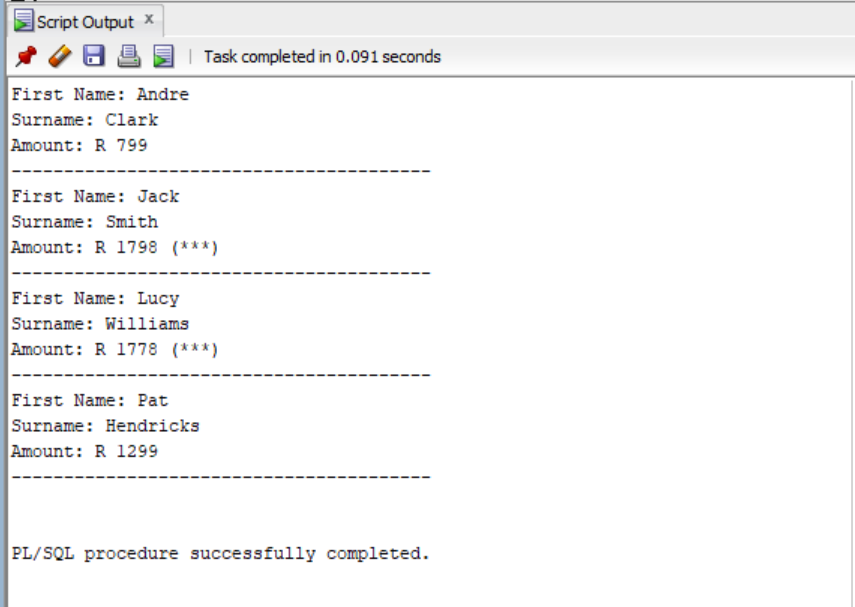 Script Output x
Task completed in 0.091 seconds
First Name: Andre
Surname: Clark
Amount: R 799
----------------------------------------
First Name: Jack
Surname: Smith
Amount: R 1798 (***)
----------------------------------------
First Name: Lucy
Surname: Williams
Amount: R 1778 (***)
----------------------------------------
First Name: Pat
Surname: Hendricks
Amount: R 1299
----------------------------------------
PL/SQL procedure successfully completed.